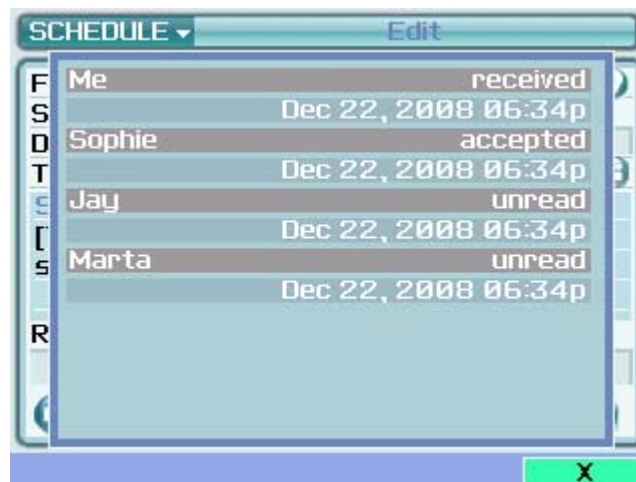 SCHEDULE Edit
Me received
Dec 22, 2008 06:34p
Sophie accepted
Dec 22, 2008 06:34p
Jay unread
Dec 22, 2008 06:34p
Marta unread
Dec 22, 2008 06:34p
F
S
D
T
S
[
s
R
X